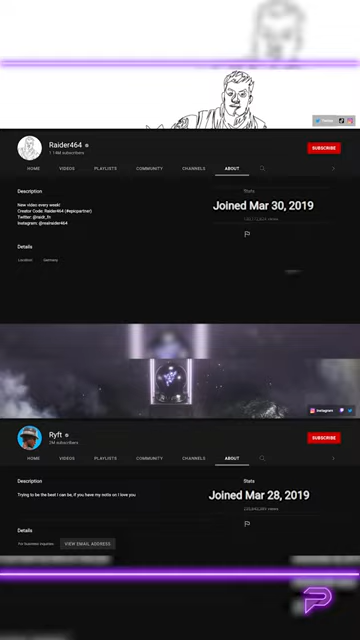 Raider464
1.14M subscribers
SUBSCRIBE
HOME VIDEOS PLAYLISTS COMMUNITY CHANNELS ABOUT
Description
Stats
New video every week!
Creator Code: Raider464 (#epicpartner)
Joined Mar 30, 2019
Twitter: @raidr_fn
Instagram: @realraider464
Details
Location: Germany
Instagram
Ryft
2M subscribers
SUBSCRIBE
HOME VIDEOS PLAYLISTS COMMUNITY CHANNELS ABOUT
Description
Stats
Trying to be the best I can be, if you have my notis on I love you
Joined Mar 28, 2019
Details
For business inquiries: VIEW EMAIL ADDRESS